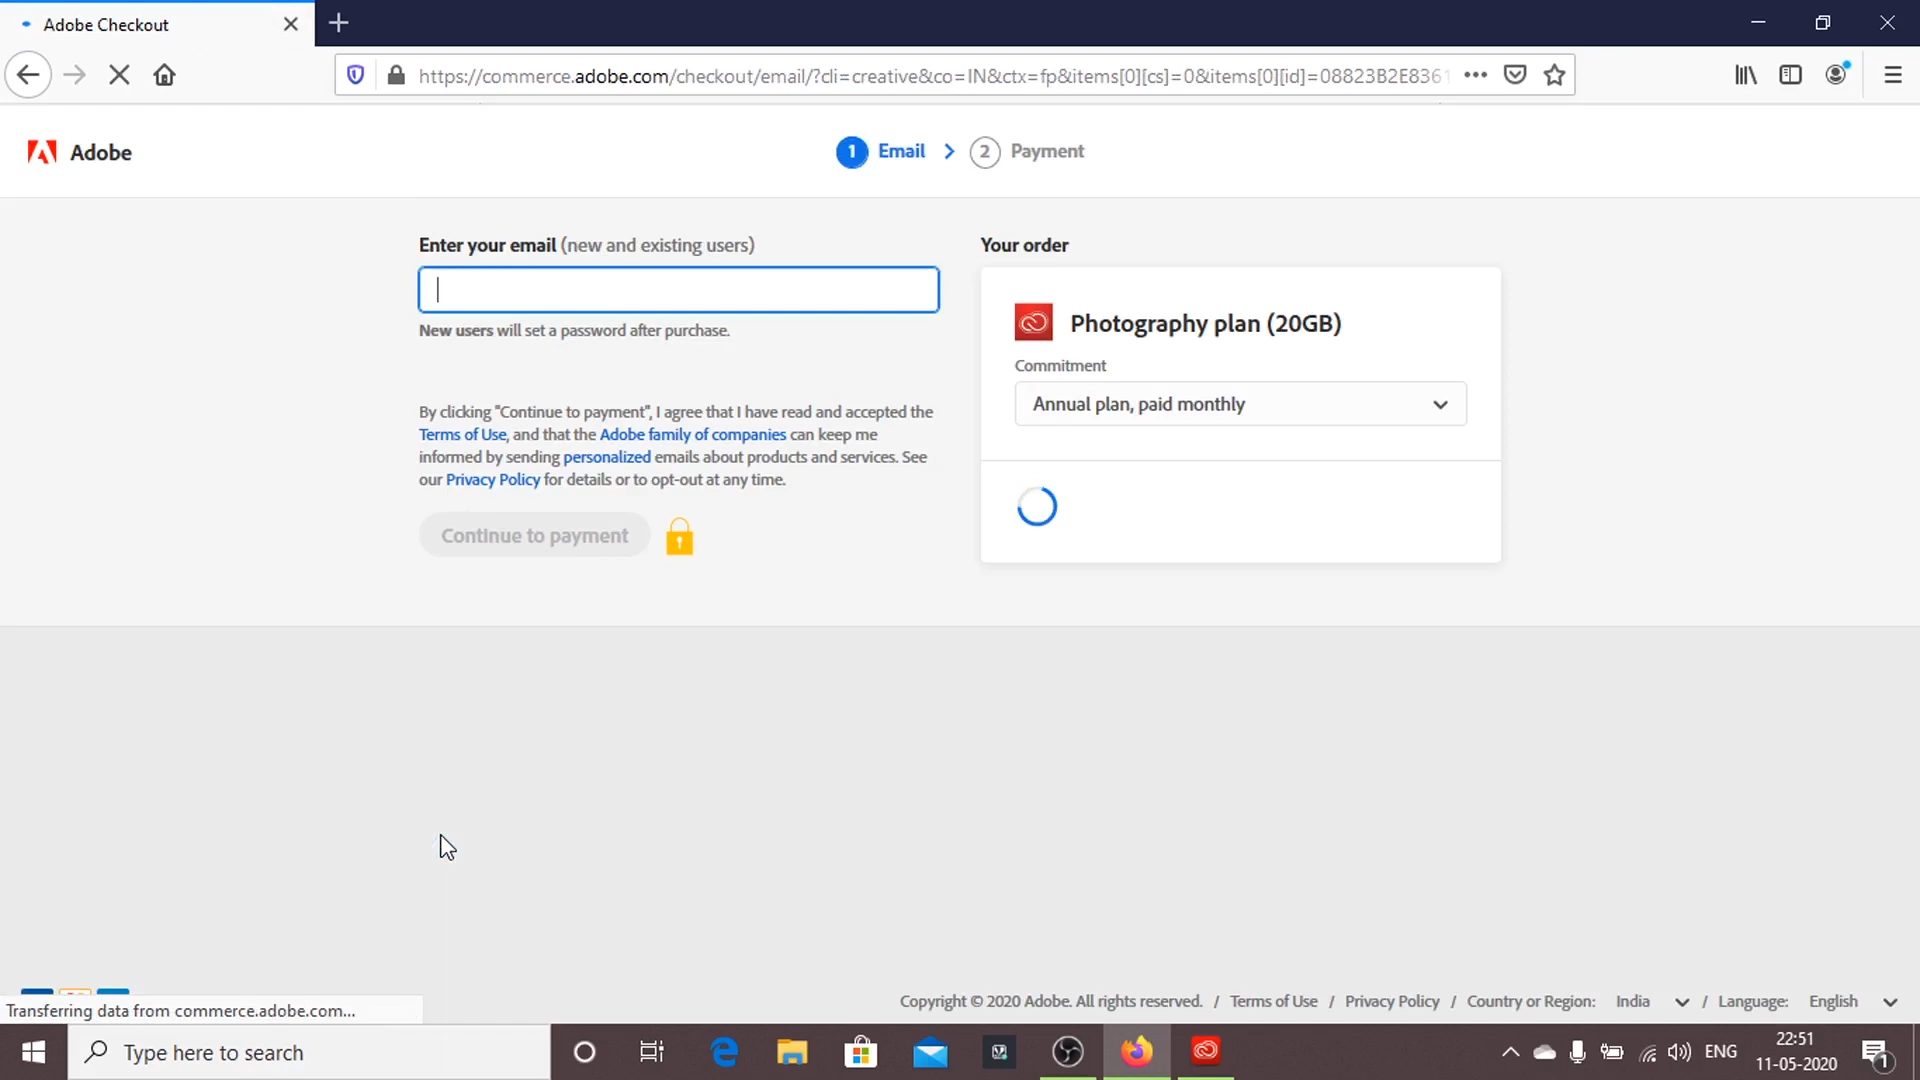 Adobe Checkout
https://commerce.adobe.com/checkout/email/?cli=creative&co=IN&ctx=fp&items[0][cs]=0&items[0][id]=08823B2E8361
Adobe
1 Email
2 Payment
Enter your email (new and existing users)
New users will set a password after purchase.
By clicking "Continue to payment", I agree that I have read and accepted the
Terms of Use, and that the Adobe family of companies can keep me
informed by sending personalized emails about products and services. See
our Privacy Policy for details or to opt-out at any time.
Continue to payment
Your order
Photography plan (20GB)
Commitment
Annual plan, paid monthly
Transferring data from commerce.adobe.com...
Copyright © 2020 Adobe. All rights reserved. / Terms of Use / Privacy Policy / Country or Region: India / Language: English
Type here to search
ENG
22:51
11-05-2020
1